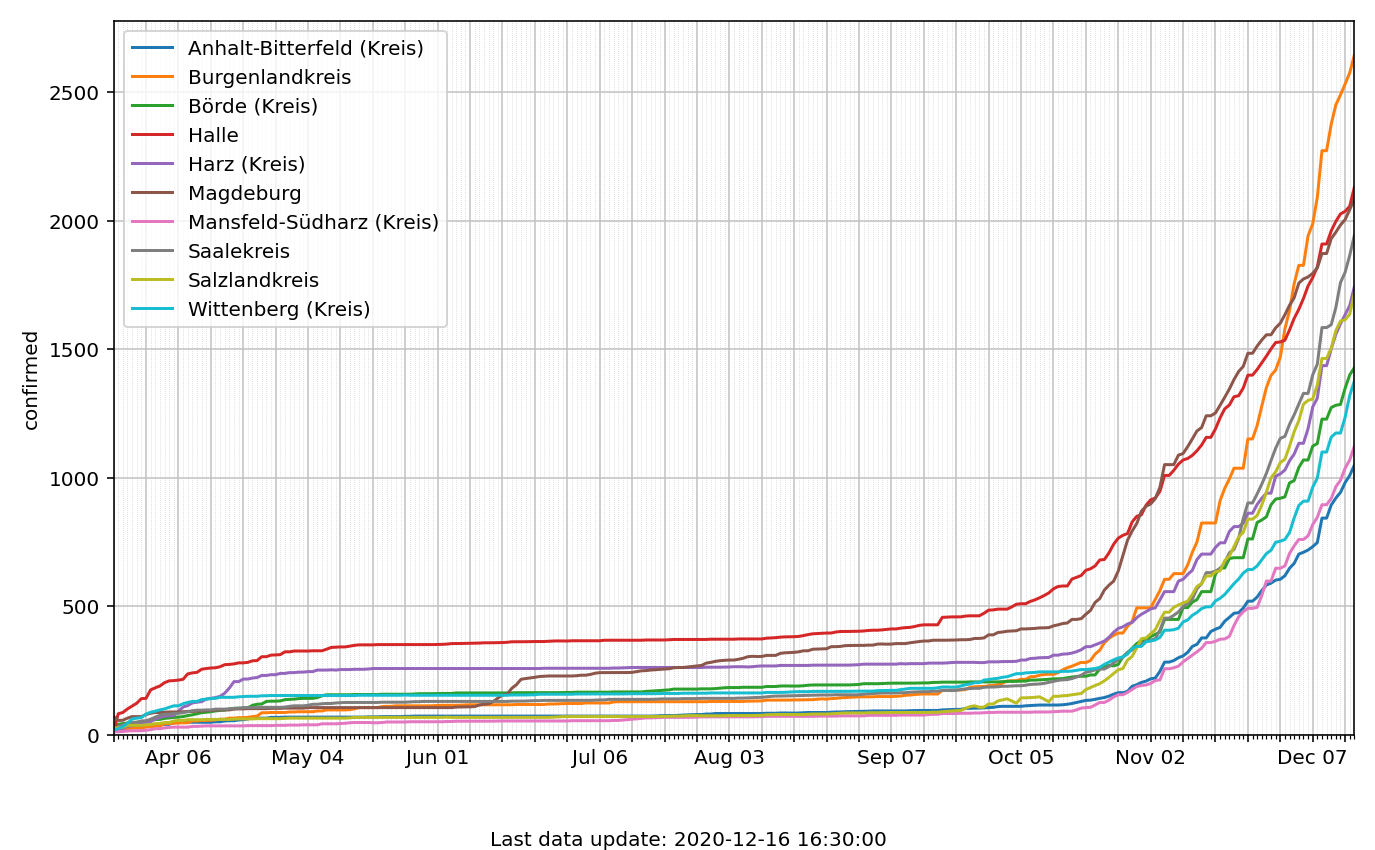 Anhalt-Bitterfeld (Kreis)
Burgenlandkreis
Börde (Kreis)
Halle
Harz (Kreis)
Magdeburg
Mansfeld-Südharz (Kreis)
Saalekreis
Salzlandkreis
Wittenberg (Kreis)
confirmed
2500
2000
1500
1000
500
0
Apr 06 May 04 Jun 01 Jul 06 Aug 03 Sep 07 Oct 05 Nov 02 Dec 07
Last data update: 2020-12-16 16:30:00